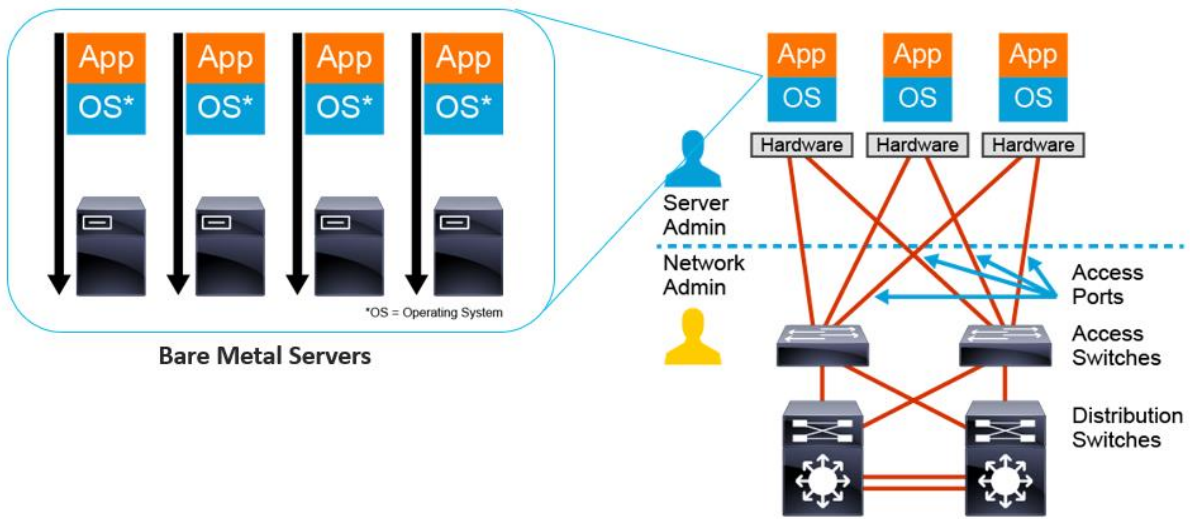 App
OS*
App
OS*
App
OS*
App
OS*
*OS = Operating System
Bare Metal Servers
App
OS
App
OS
App
OS
Hardware
Hardware
Hardware
Server
Admin
Network
Admin
Access
Ports
Access
Switches
Distribution
Switches